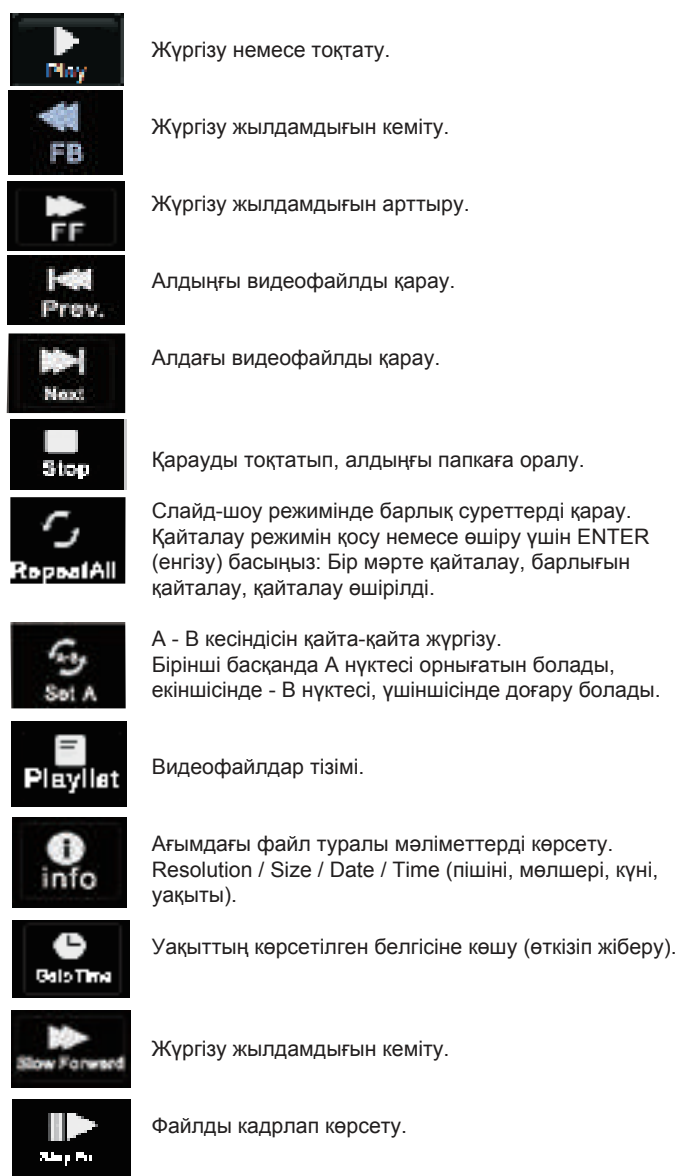 Play
Жүргізу немесе тоқтату.
FB
Жүргізу жылдамдығын кеміту.
FF
Жүргізу жылдамдығын арттыру.
Prev.
Алдыңғы видеофайлды қарау.
Next
Алдағы видеофайлды қарау.
Stop
Қарауды тоқтатып, алдыңғы папкаға оралу.
RepeatAll
Слайд-шоу режимінде барлық суреттерді қарау.
Қайталау режимін қосу немесе өшіру үшін ENTER
(енгізу) басыңыз: Бір мәрте қайталау, барлығын
қайталау, қайталау өшірілді.
Set A
А - В кесіндісін қайта-қайта жүргізу.
Бірінші басқанда А нүктесі орнығатын болады,
екіншісінде - В нүктесі, үшіншісінде доғару болады.
Playlist
Видеофайлдар тізімі.
info
Ағымдағы файл туралы мәліметтерді көрсету.
Resolution / Size / Date / Time (пішіні, мөлшері, күні,
уақыты).
Goto Time
Уақыттың көрсетілген белгісіне көшу (өткізіп жіберу).
Slow Forward
Жүргізу жылдамдығын кеміту.
Файлды кадрлап көрсету.